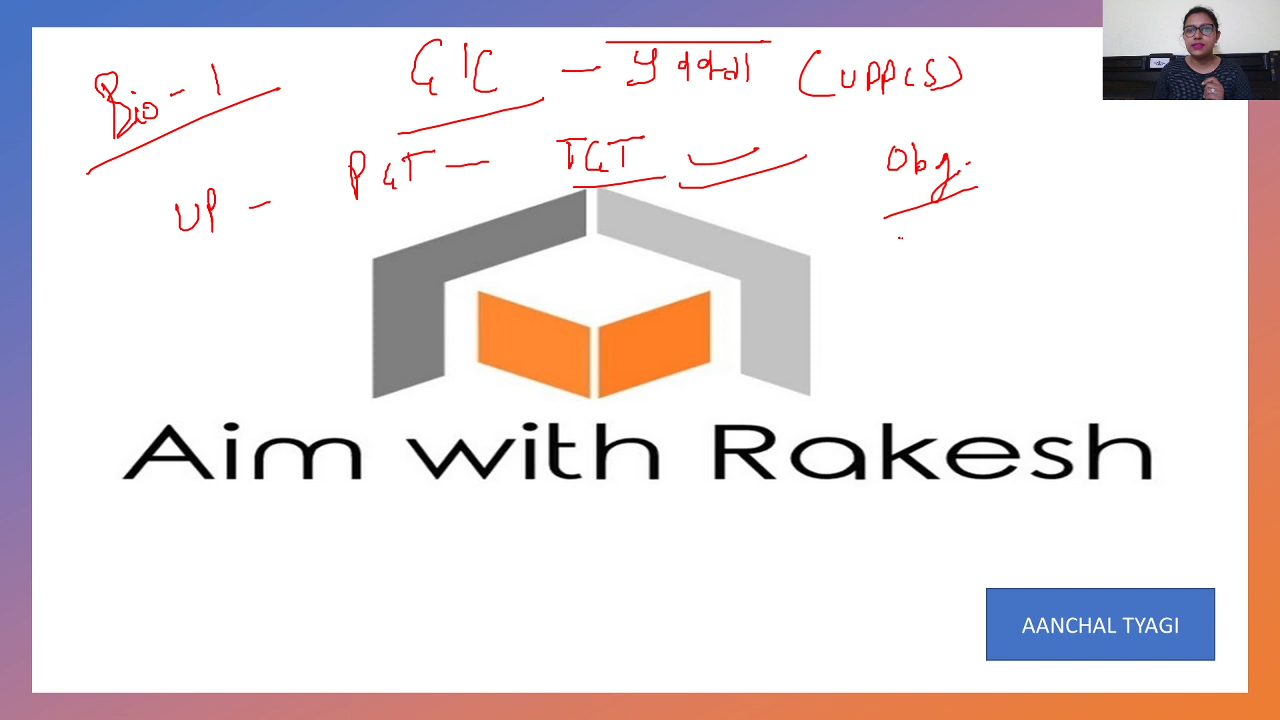 Bio - 1
GIC — प्रवक्ता (UPPCS)
UP - PGT — TGT
Obj.
Aim with Rakesh
AANCHAL TYAGI